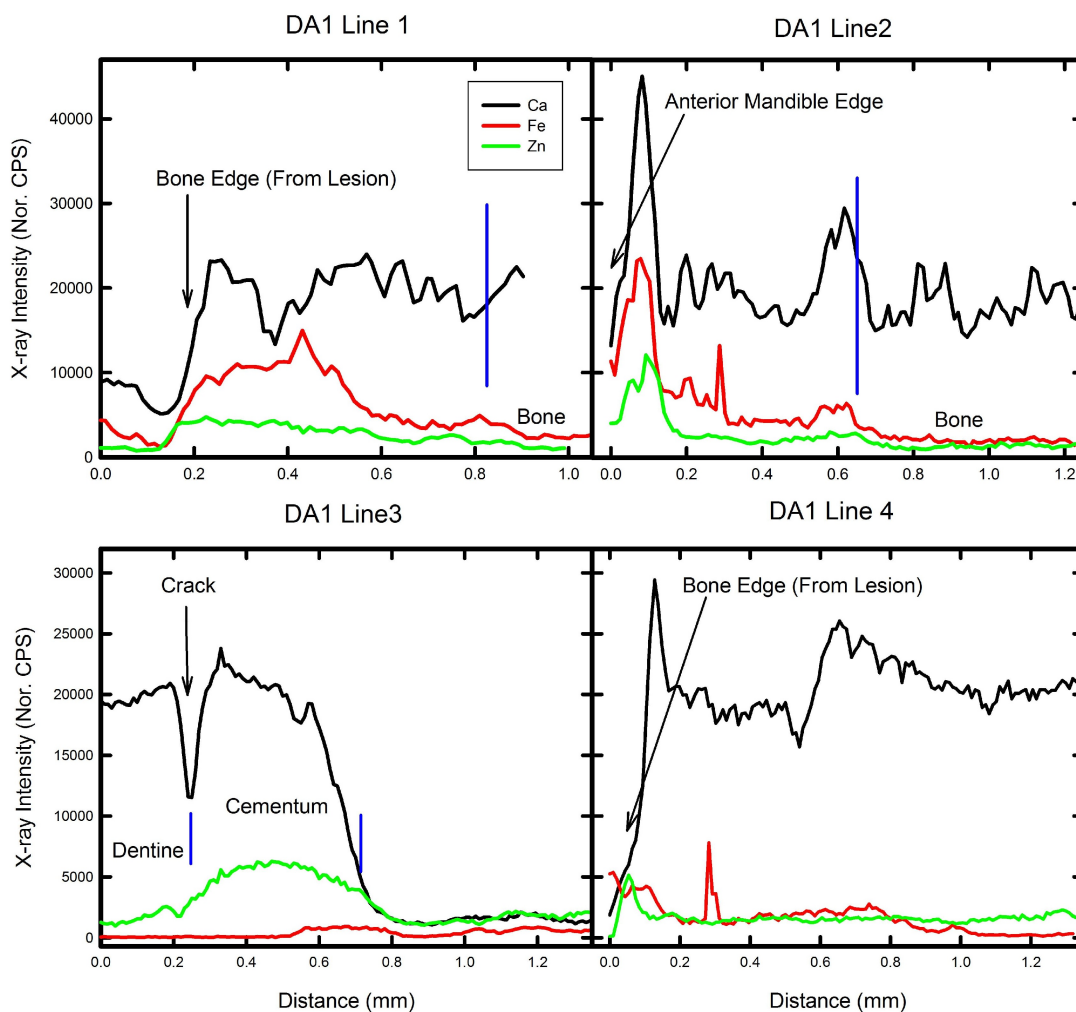 DA1 Line 1
DA1 Line2
X-ray Intensity (Nor. CPS)
40000
30000
20000
10000
0
Bone Edge (From Lesion)
Ca
Fe
Zn
Bone
0.0 0.2 0.4 0.6 0.8 1.0
Anterior Mandible Edge
Bone
0.0 0.2 0.4 0.6 0.8 1.0 1.2
DA1 Line3
DA1 Line 4
X-ray Intensity (Nor. CPS)
30000
25000
20000
15000
10000
5000
0
Crack
Cementum
Dentine
0.0 0.2 0.4 0.6 0.8 1.0 1.2
Distance (mm)
Bone Edge (From Lesion)
0.0 0.2 0.4 0.6 0.8 1.0 1.2
Distance (mm)